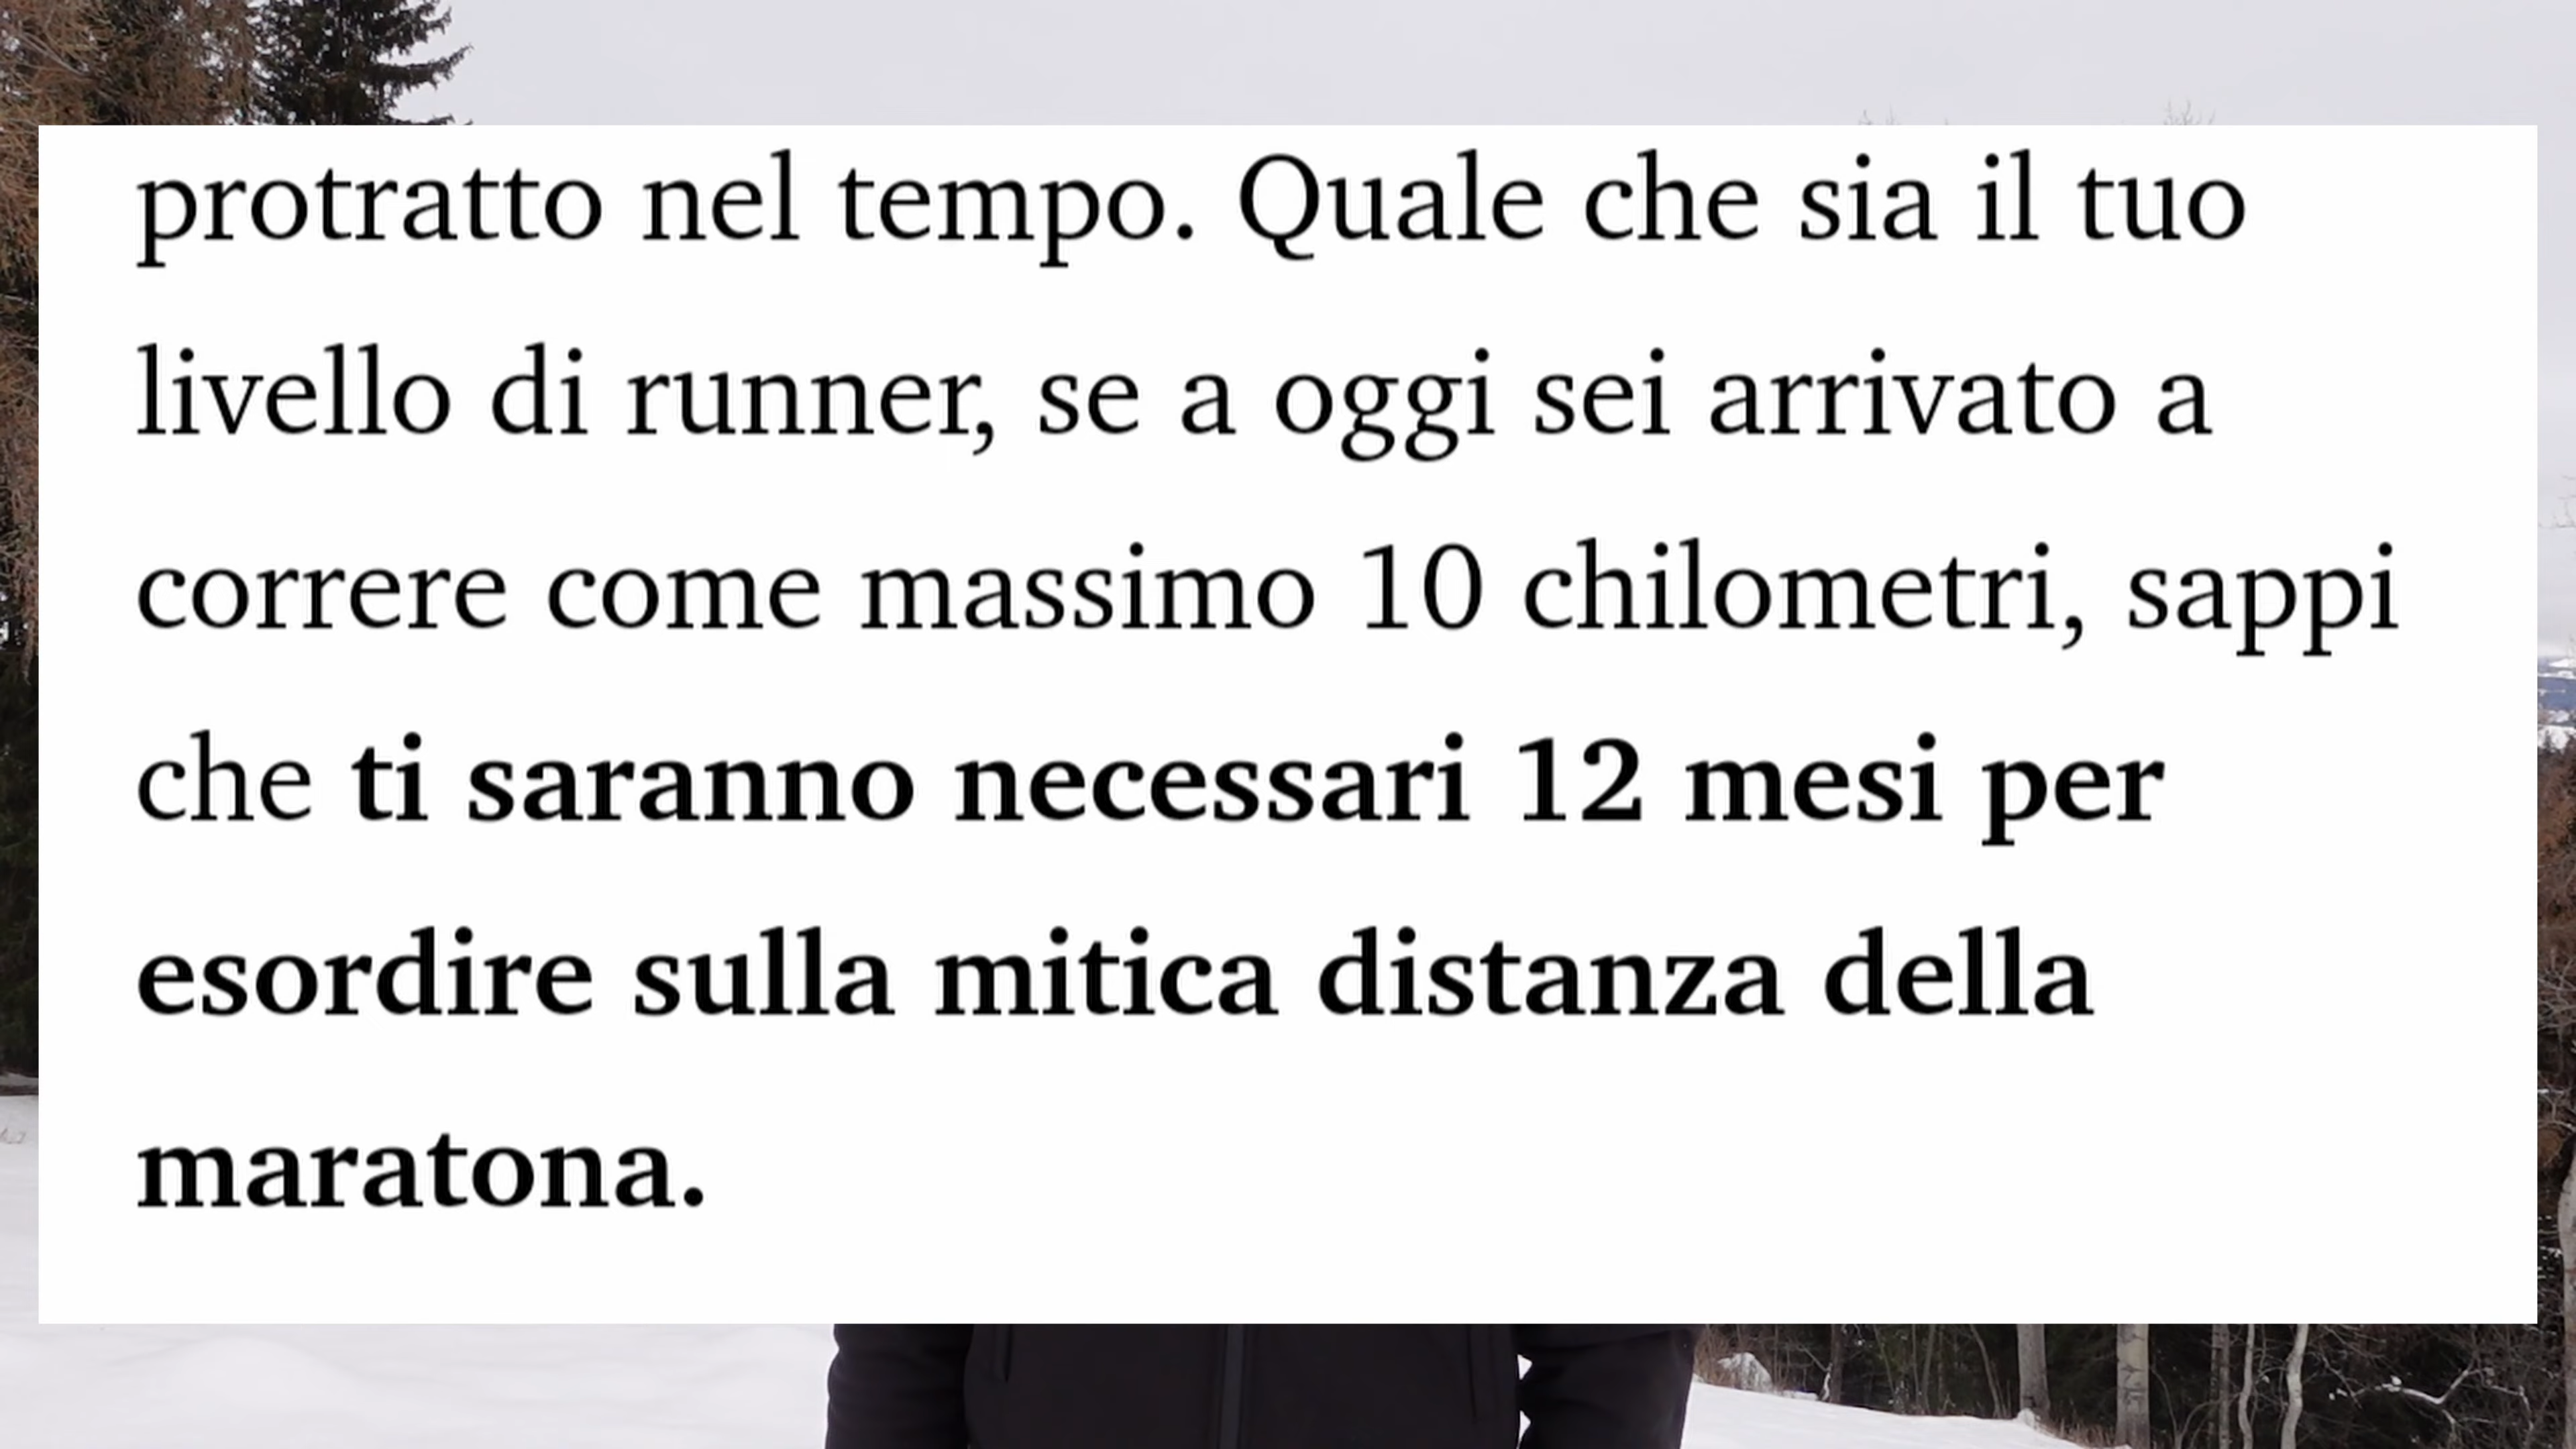 protratto nel tempo. Quale che sia il tuo
livello di runner, se a oggi sei arrivato a
correre come massimo 10 chilometri, sappi
che ti saranno necessari 12 mesi per
esordire sulla mitica distanza della
maratona.